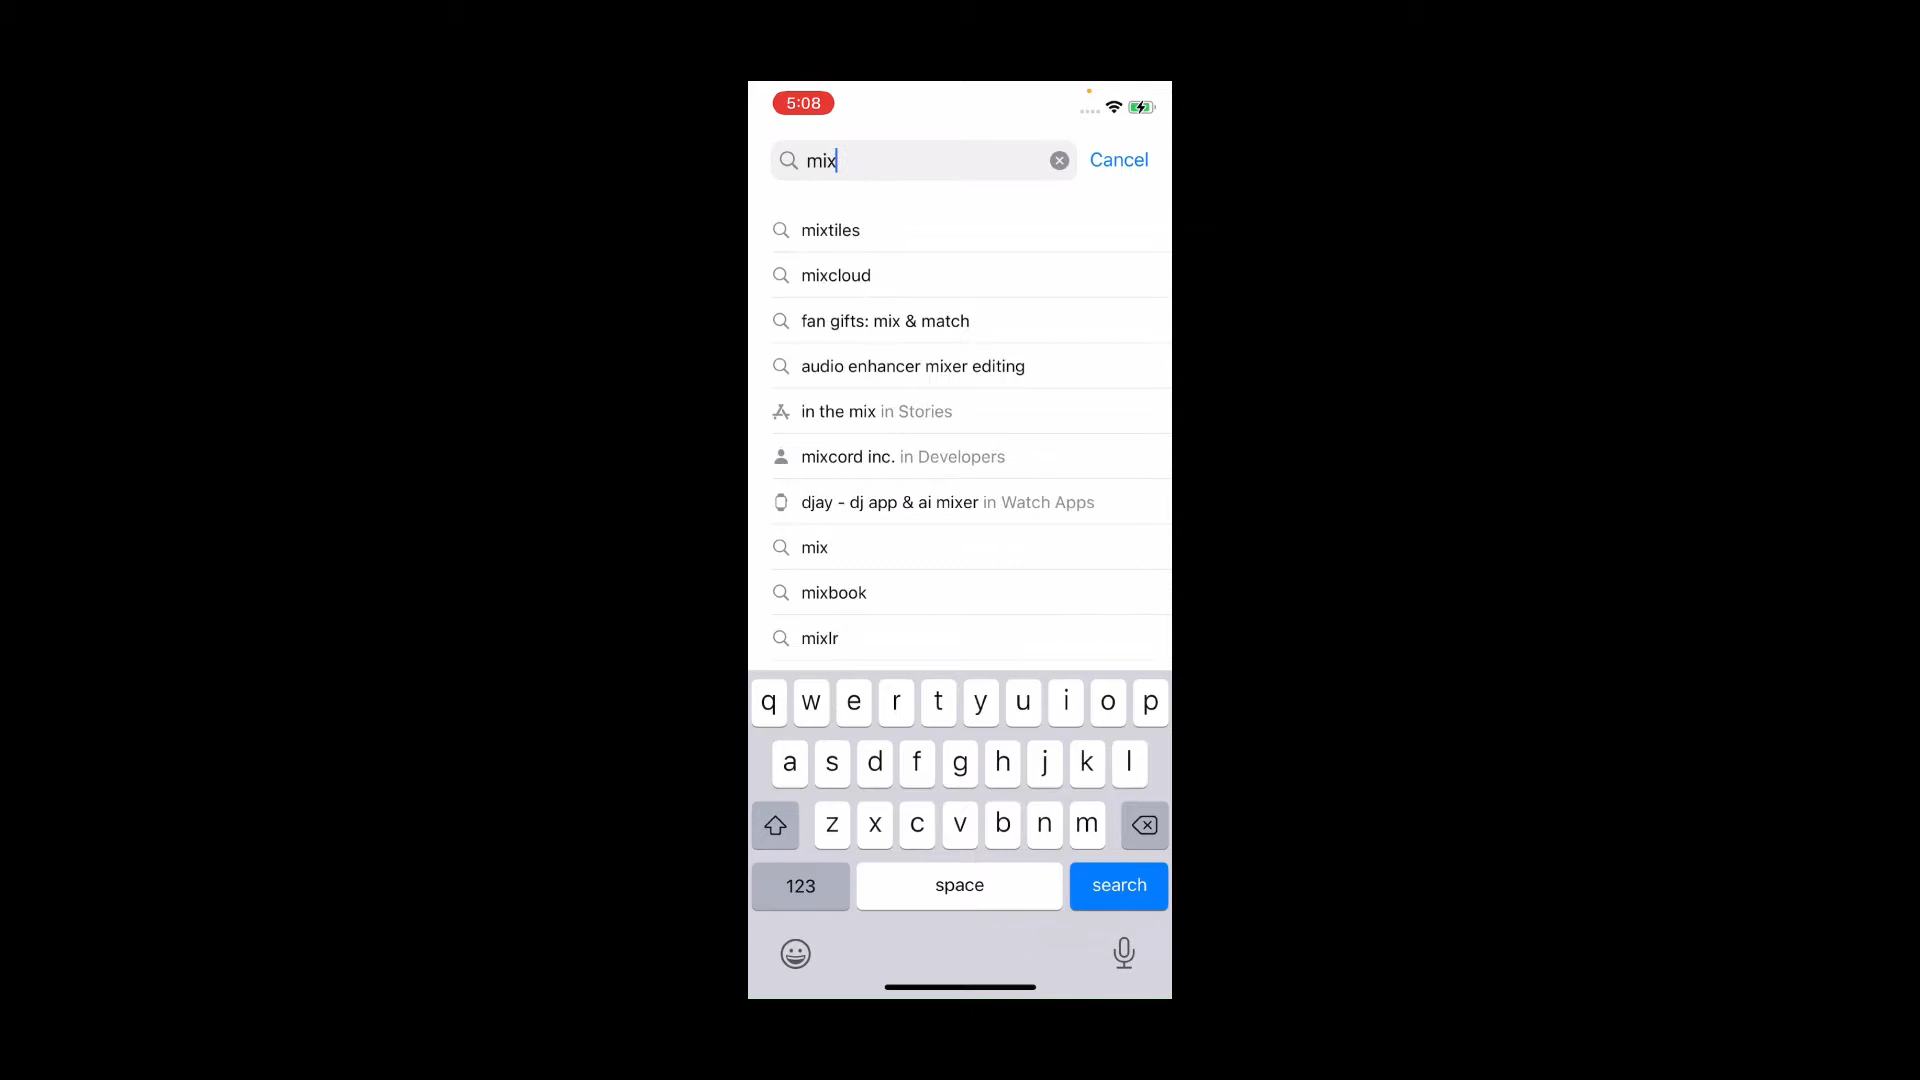 5:08
mix
Cancel
mixtiles
mixcloud
fan gifts: mix & match
audio enhancer mixer editing
in the mix in Stories
mixcord inc. in Developers
djay - dj app & ai mixer in Watch Apps
mix
mixbook
mixlr
q w e r t y u i o p
a s d f g h j k l
z x c v b n m
123 space search